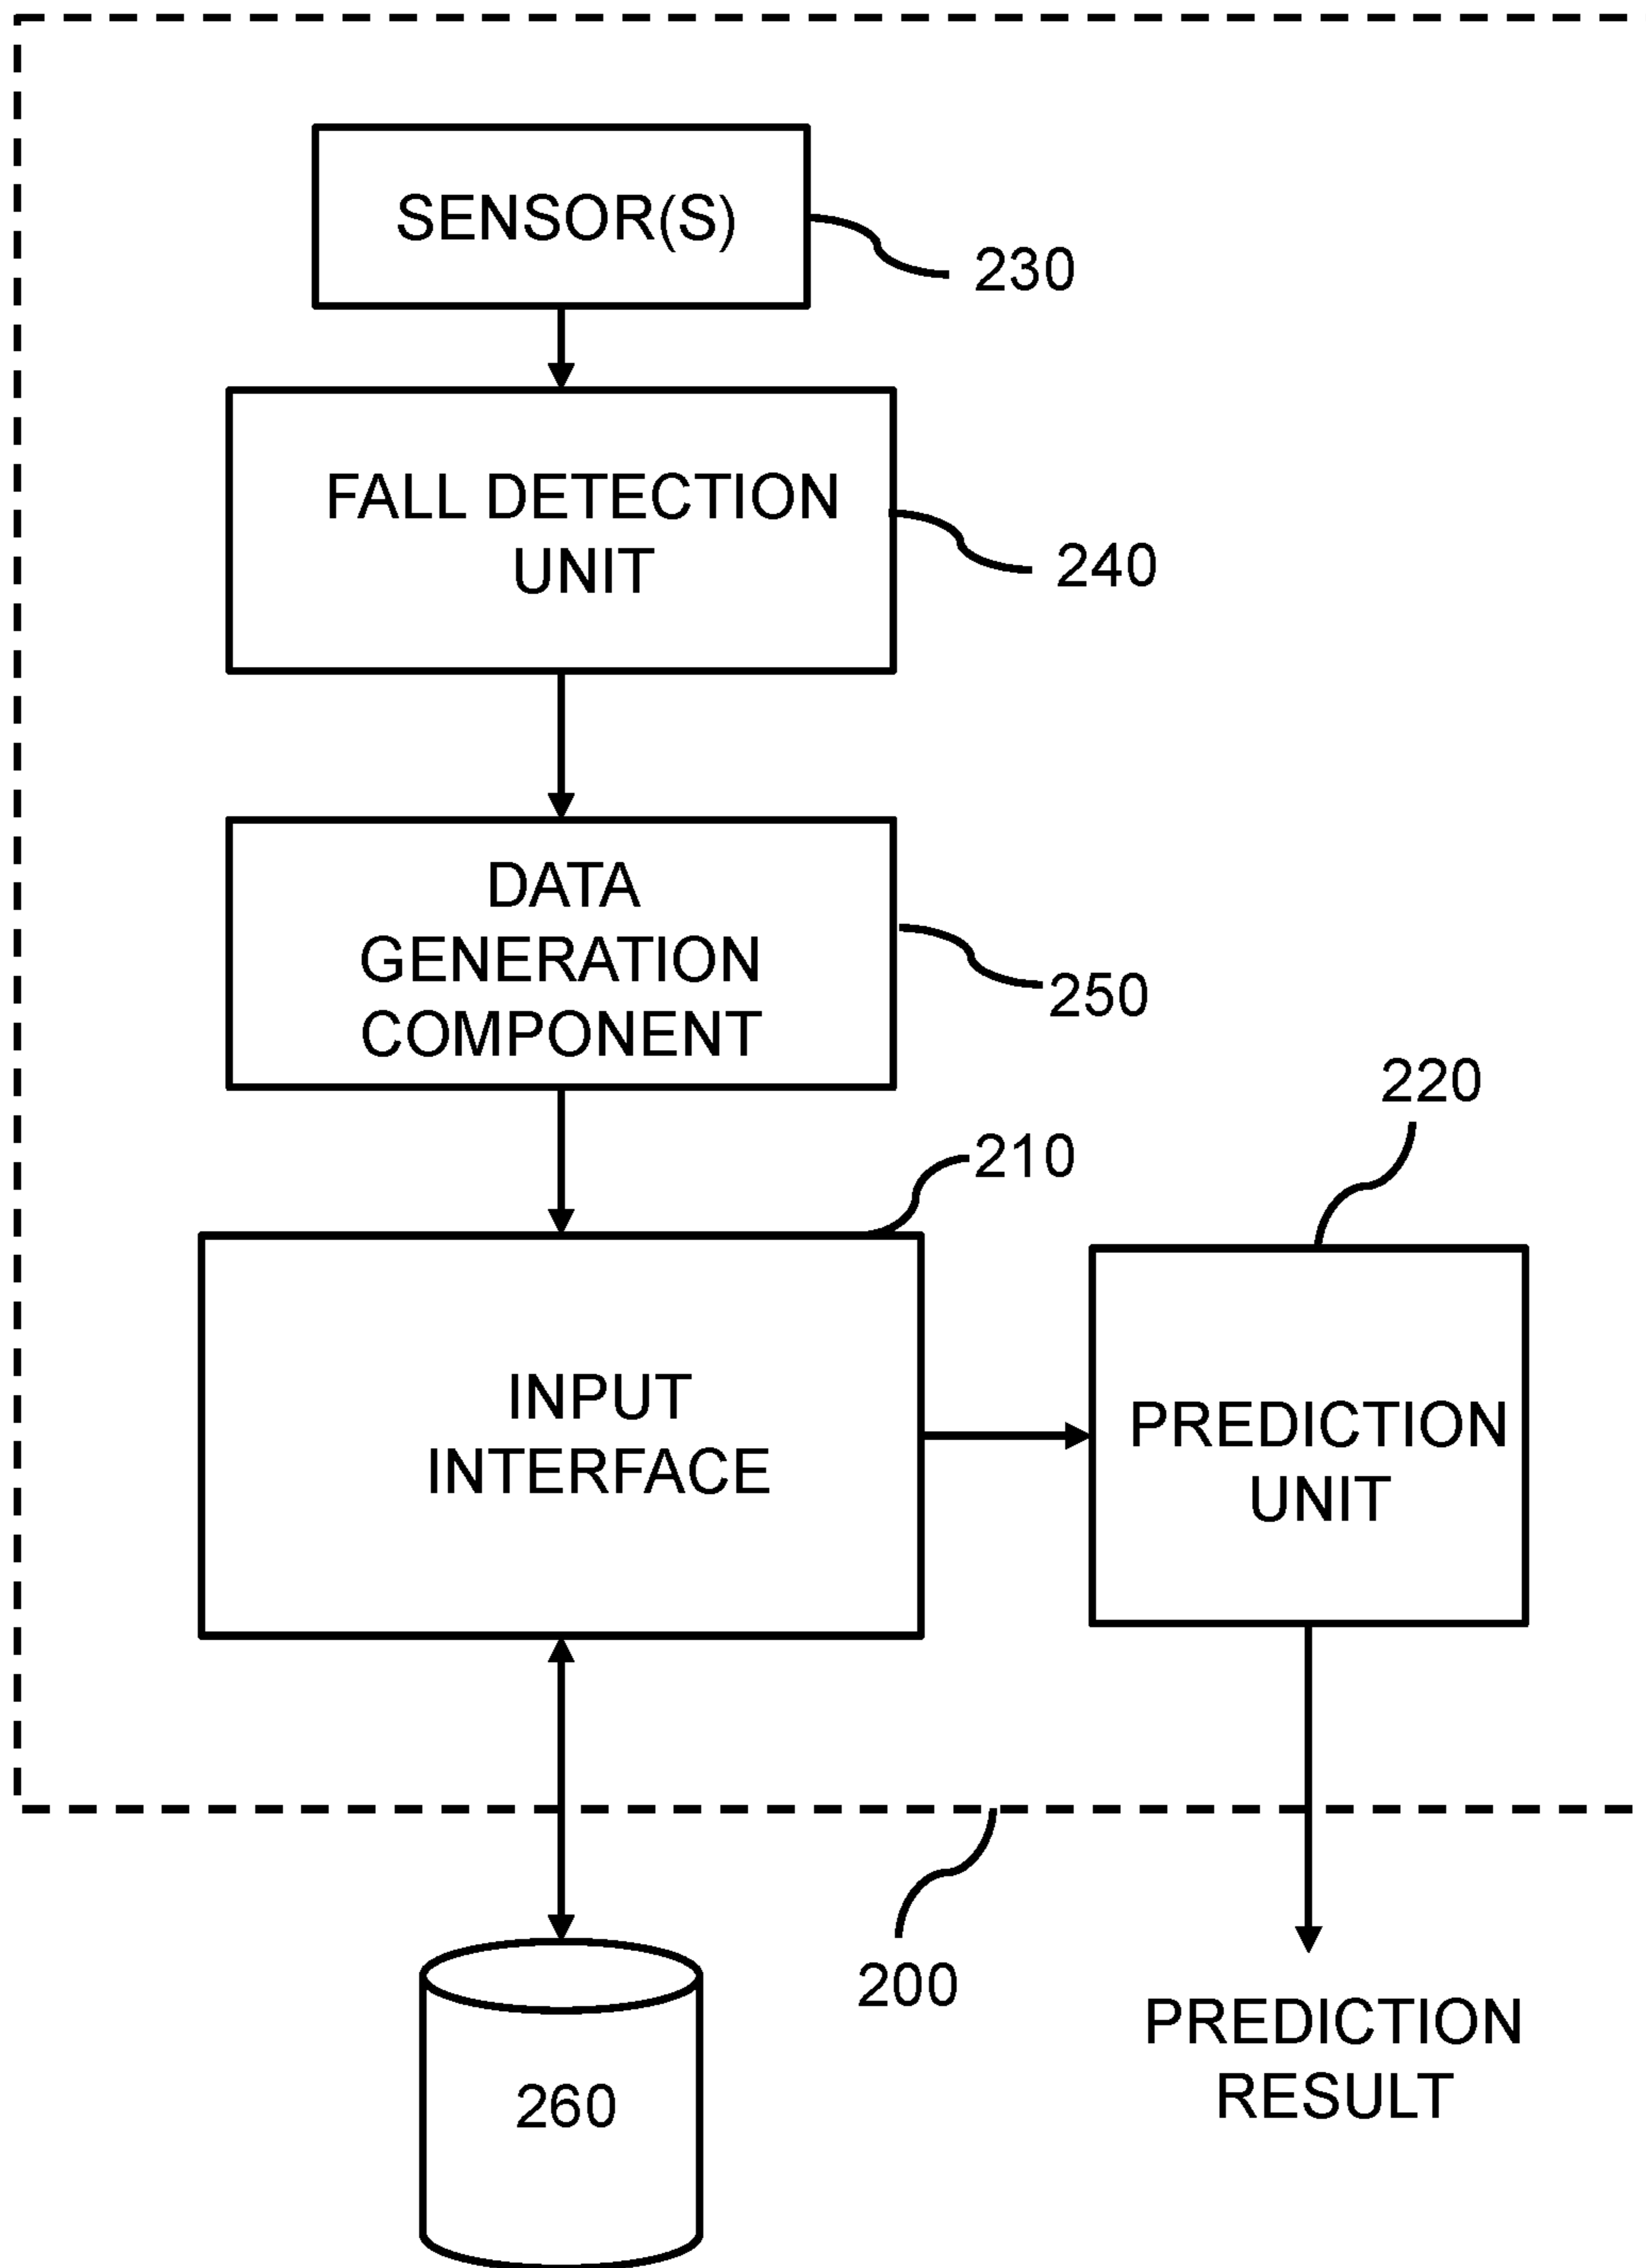 SENSOR(S)
230
FALL DETECTION
UNIT
240
DATA
GENERATION
COMPONENT
250
220
210
INPUT
INTERFACE
PREDICTION
UNIT
200
PREDICTION
RESULT
260